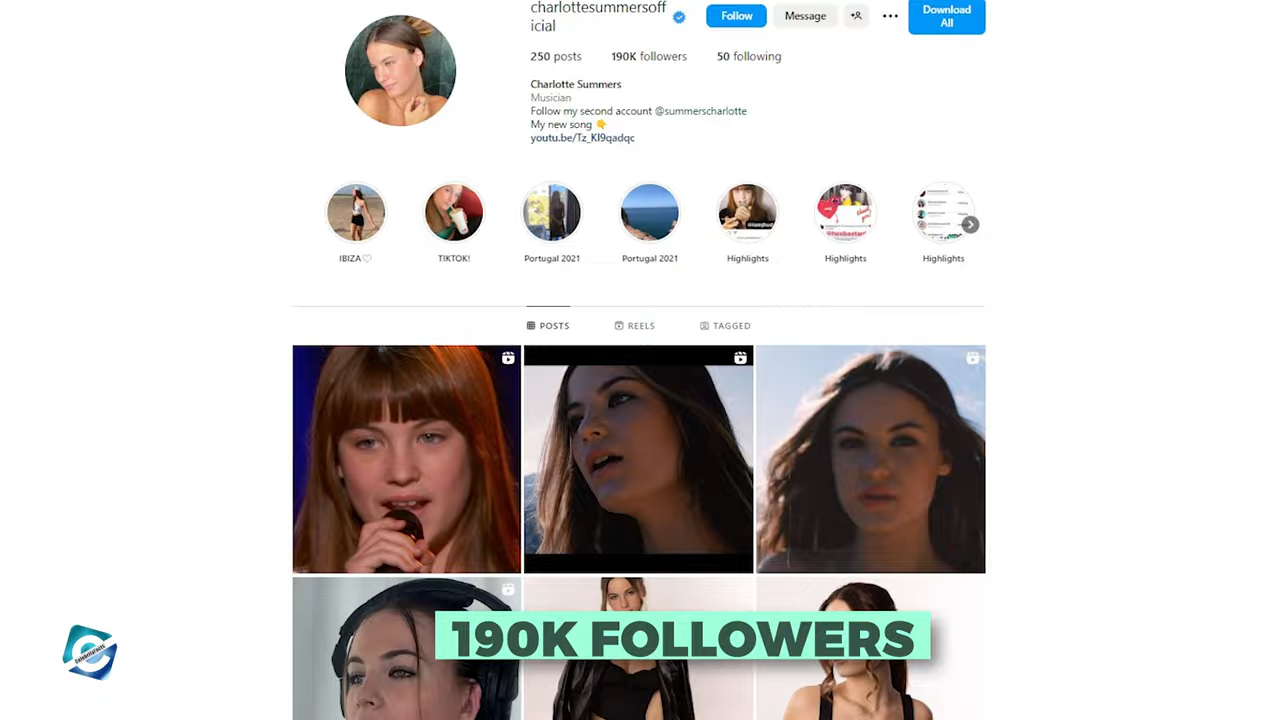 charlottesummersoff
icial
Follow
Message
Download
All
250 posts 190K followers 50 following
Charlotte Summers
Musician
Follow my second account @summerscharlotte
My new song 👇
youtu.be/Tz_KI9qadqc
IBIZA♡ TIKTOK! Portugal 2021 Portugal 2021 Highlights Highlights Highlights
POSTS REELS TAGGED
190K FOLLOWERS
CelebrityFacts